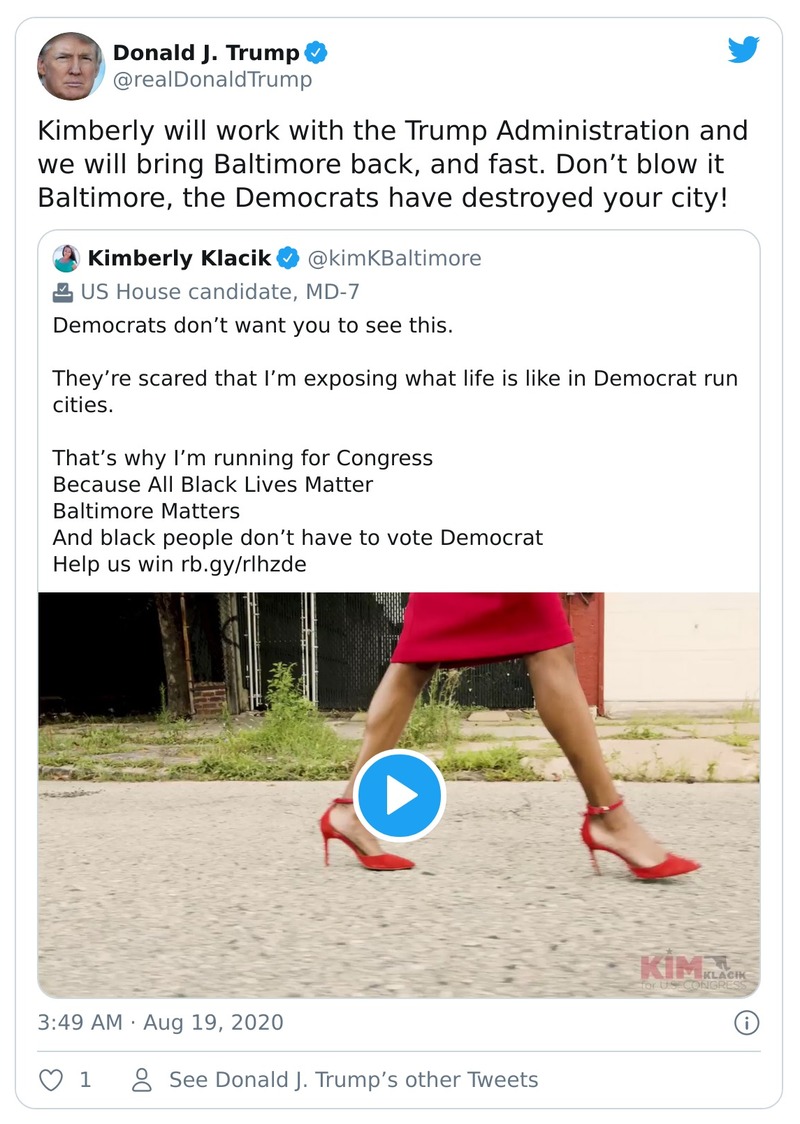 Donald J. Trump
@realDonaldTrump
Kimberly will work with the Trump Administration and
we will bring Baltimore back, and fast. Don’t blow it
Baltimore, the Democrats have destroyed your city!
Kimberly Klacik @kimKBaltimore
US House candidate, MD-7
Democrats don’t want you to see this.
They’re scared that I’m exposing what life is like in Democrat run
cities.
That’s why I’m running for Congress
Because All Black Lives Matter
Baltimore Matters
And black people don’t have to vote Democrat
Help us win rb.gy/rlhzde
KIM KLACIK
for U.S. CONGRESS
3:49 AM · Aug 19, 2020
1
See Donald J. Trump’s other Tweets